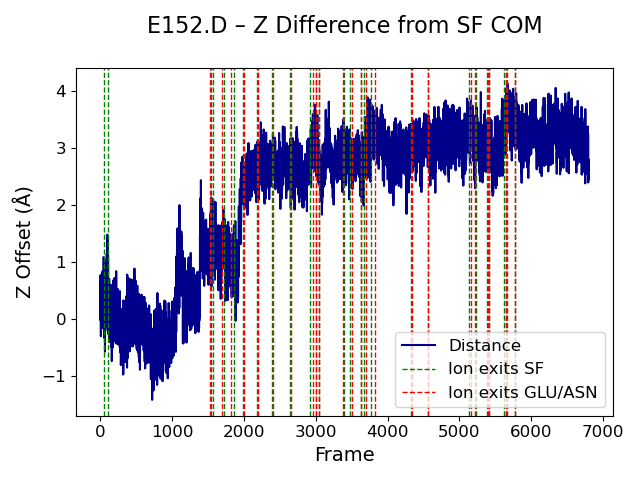 E152.D – Z Difference from SF COM
Z Offset (Å)
4
3
2
1
0
−1
Distance
Ion exits SF
Ion exits GLU/ASN
0 1000 2000 3000 4000 5000 6000 7000
Frame